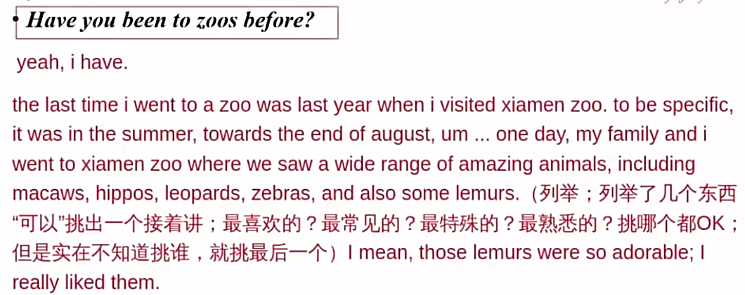 • Have you been to zoos before?
yeah, i have.
the last time i went to a zoo was last year when i visited xiamen zoo. to be specific,
it was in the summer, towards the end of august, um ... one day, my family and i
went to xiamen zoo where we saw a wide range of amazing animals, including
macaws, hippos, leopards, zebras, and also some lemurs.（列举；列举了几个东西
“可以”挑出一个接着讲；最喜欢的？最常见的？最特殊的？最熟悉的？挑哪个都OK；
但是实在不知道挑谁，就挑最后一个）I mean, those lemurs were so adorable; I
really liked them.